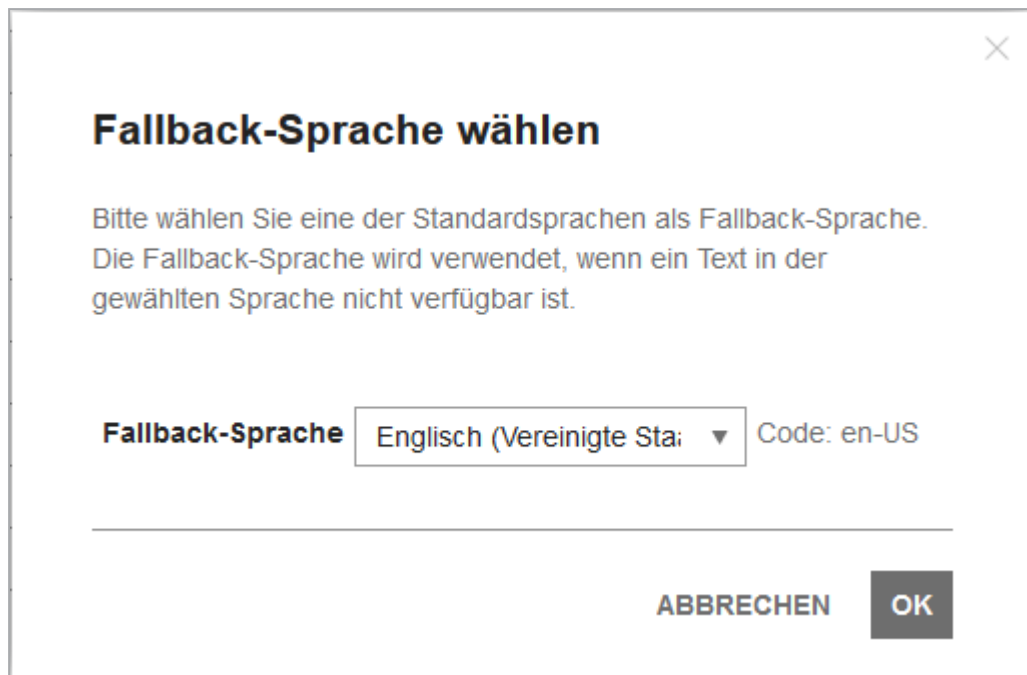 Fallback-Sprache wählen
Bitte wählen Sie eine der Standardsprachen als Fallback-Sprache.
Die Fallback-Sprache wird verwendet, wenn ein Text in der
gewählten Sprache nicht verfügbar ist.
Fallback-Sprache Englisch (Vereinigte Staa Code: en-US
ABBRECHEN OK